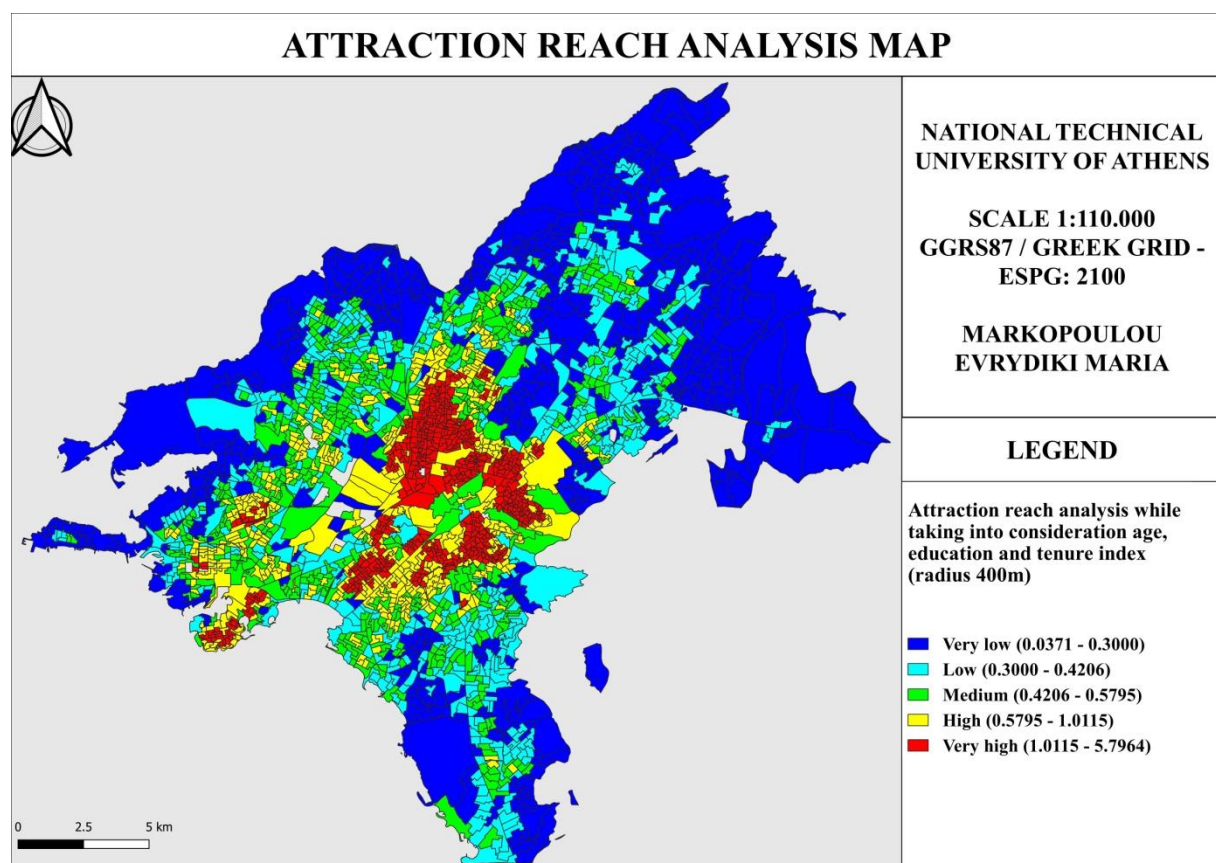 ATTRACTION REACH ANALYSIS MAP
NATIONAL TECHNICAL
UNIVERSITY OF ATHENS
SCALE 1:110.000
GGRS87 / GREEK GRID -
ESPG: 2100
MARKOPOULOU
EVRYDIKI MARIA
LEGEND
Attraction reach analysis while
taking into consideration age,
education and tenure index
(radius 400m)
Very low (0.0371 - 0.3000)
Low (0.3000 - 0.4206)
Medium (0.4206 - 0.5795)
High (0.5795 - 1.0115)
Very high (1.0115 - 5.7964)
0 2.5 5 km